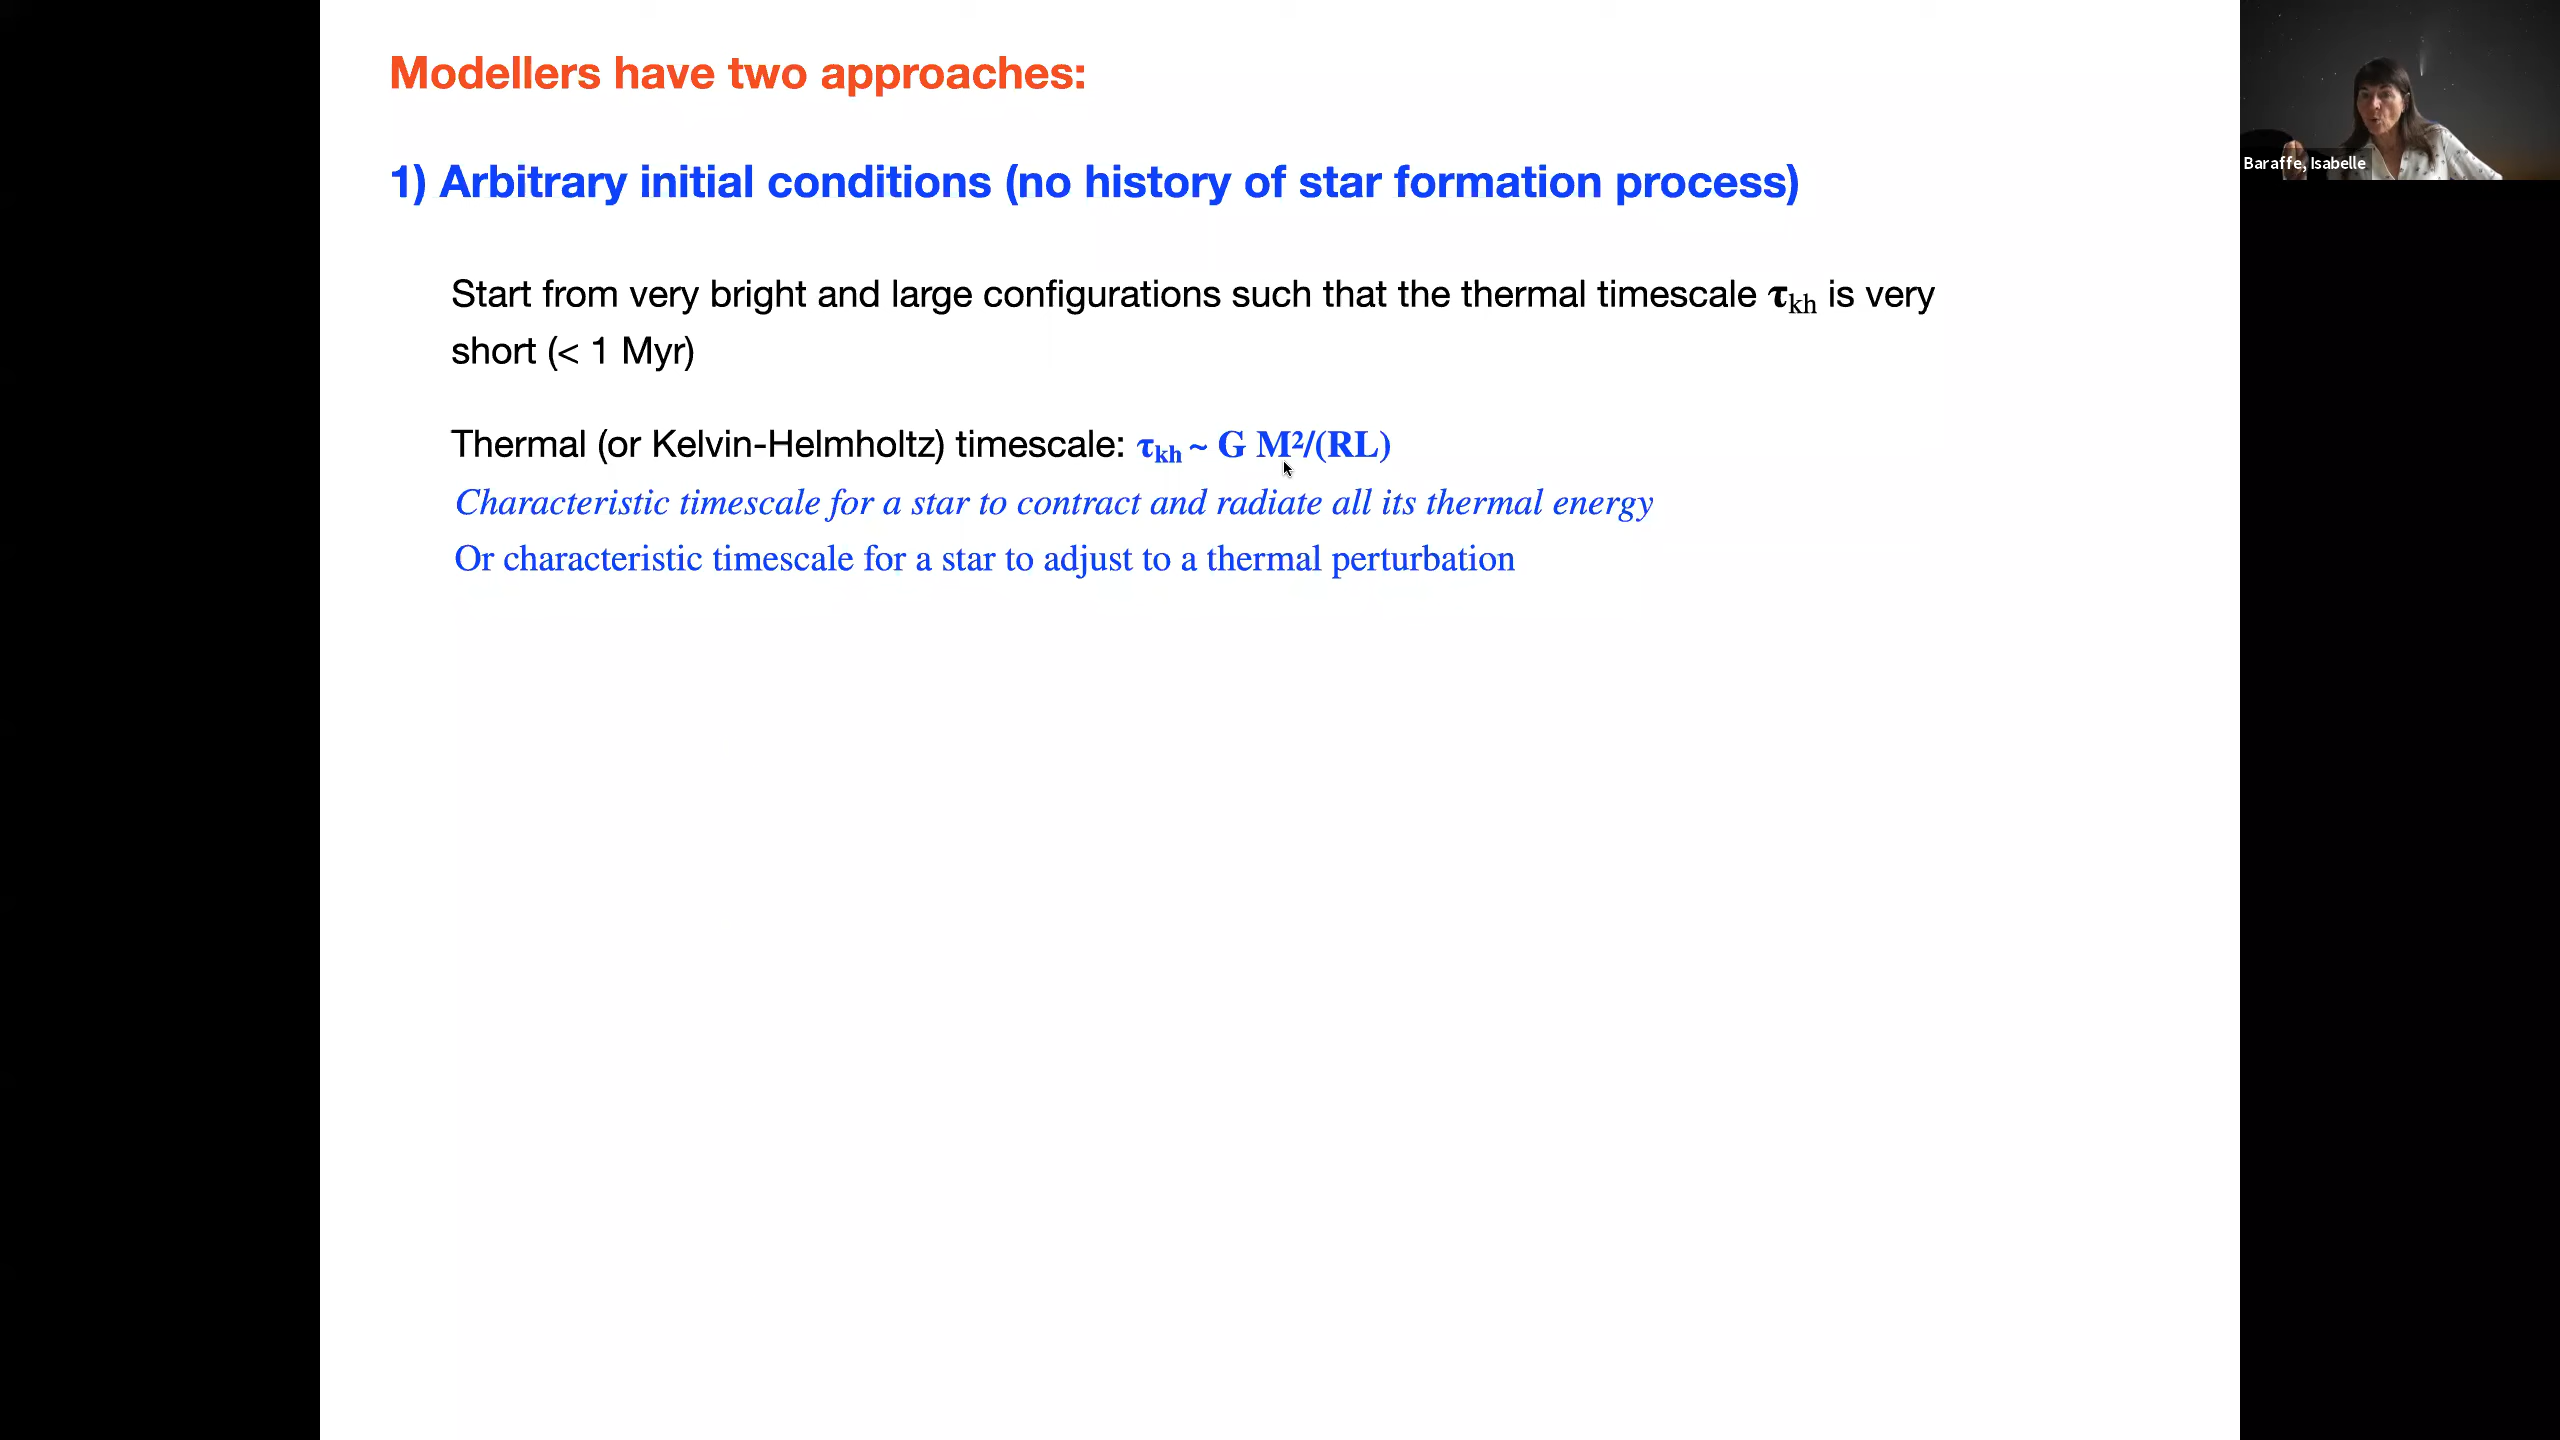 Modellers have two approaches:
1) Arbitrary initial conditions (no history of star formation process)
Start from very bright and large configurations such that the thermal timescale τkh is very
short (< 1 Myr)
Thermal (or Kelvin-Helmholtz) timescale: τkh ~ G M²/(RL)
Characteristic timescale for a star to contract and radiate all its thermal energy
Or characteristic timescale for a star to adjust to a thermal perturbation
Baraffe, Isabelle